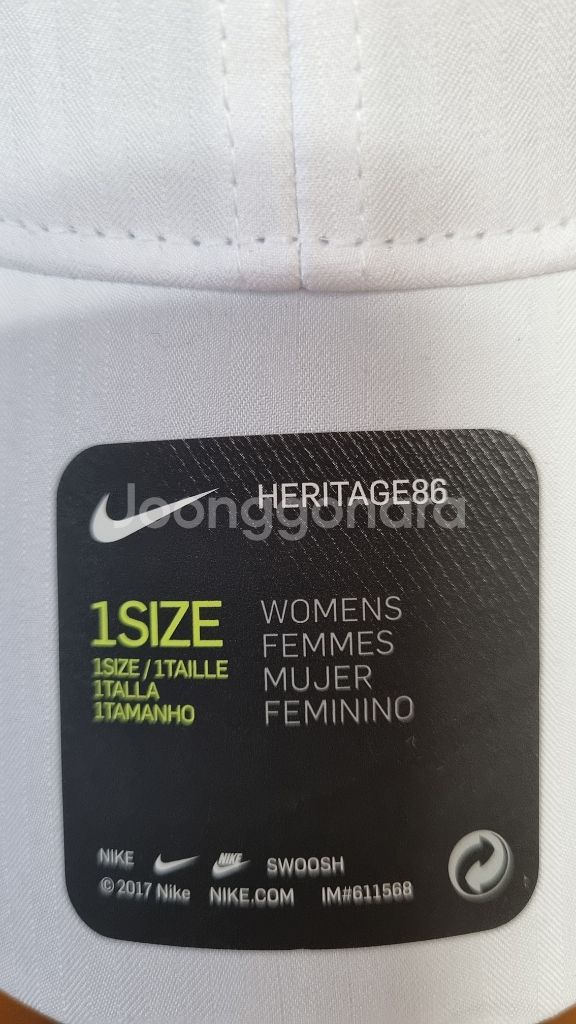 HERITAGE86
Joonggonara
1SIZE
1SIZE / 1TAILLE
1TALLA
1TAMANHO
WOMENS
FEMMES
MUJER
FEMININO
NIKE NIKE SWOOSH
© 2017 Nike NIKE.COM IM#611568